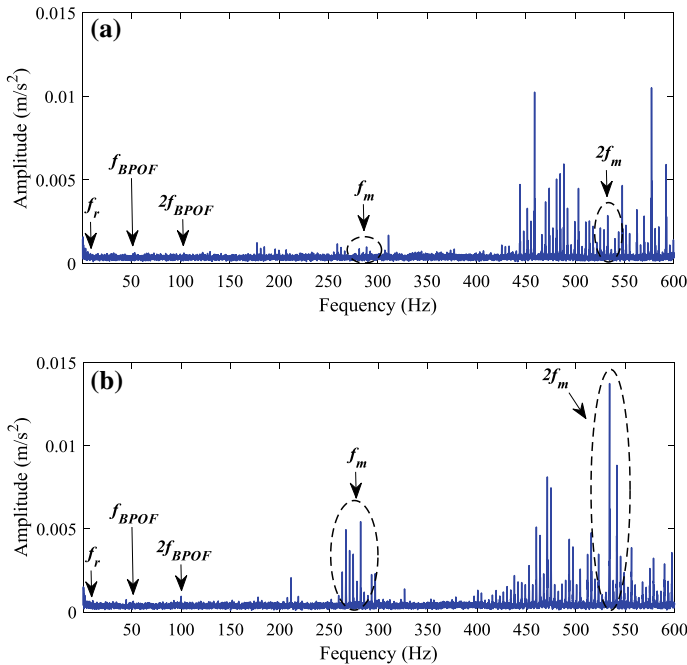 (a)
0.015
0.01
0.005
0
Amplitude (m/s²)
f_r
f_BPOF
2f_BPOF
f_m
2f_m
50 100 150 200 250 300 350 400 450 500 550 600
Fequency (Hz)
(b)
0.015
0.01
0.005
0
Amplitude (m/s²)
f_r
f_BPOF
2f_BPOF
f_m
2f_m
50 100 150 200 250 300 350 400 450 500 550 600
Fequency (Hz)